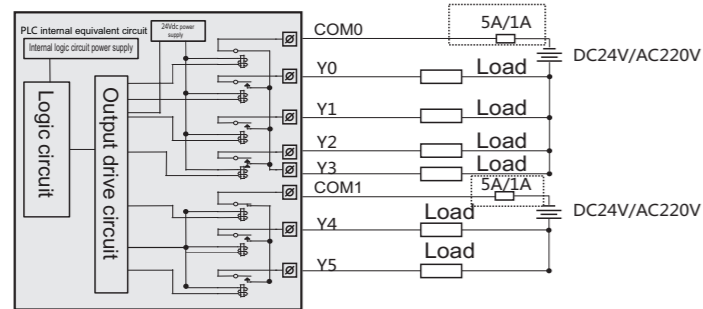 PLC internal equivalent circuit
Internal logic circuit power supply
24Vdc power
supply
Logic circuit
Output drive circuit
COM0
5A/1A
DC24V/AC220V
Y0
Load
Y1
Load
Y2
Load
Y3
Load
COM1
5A/1A
DC24V/AC220V
Y4
Load
Y5
Load